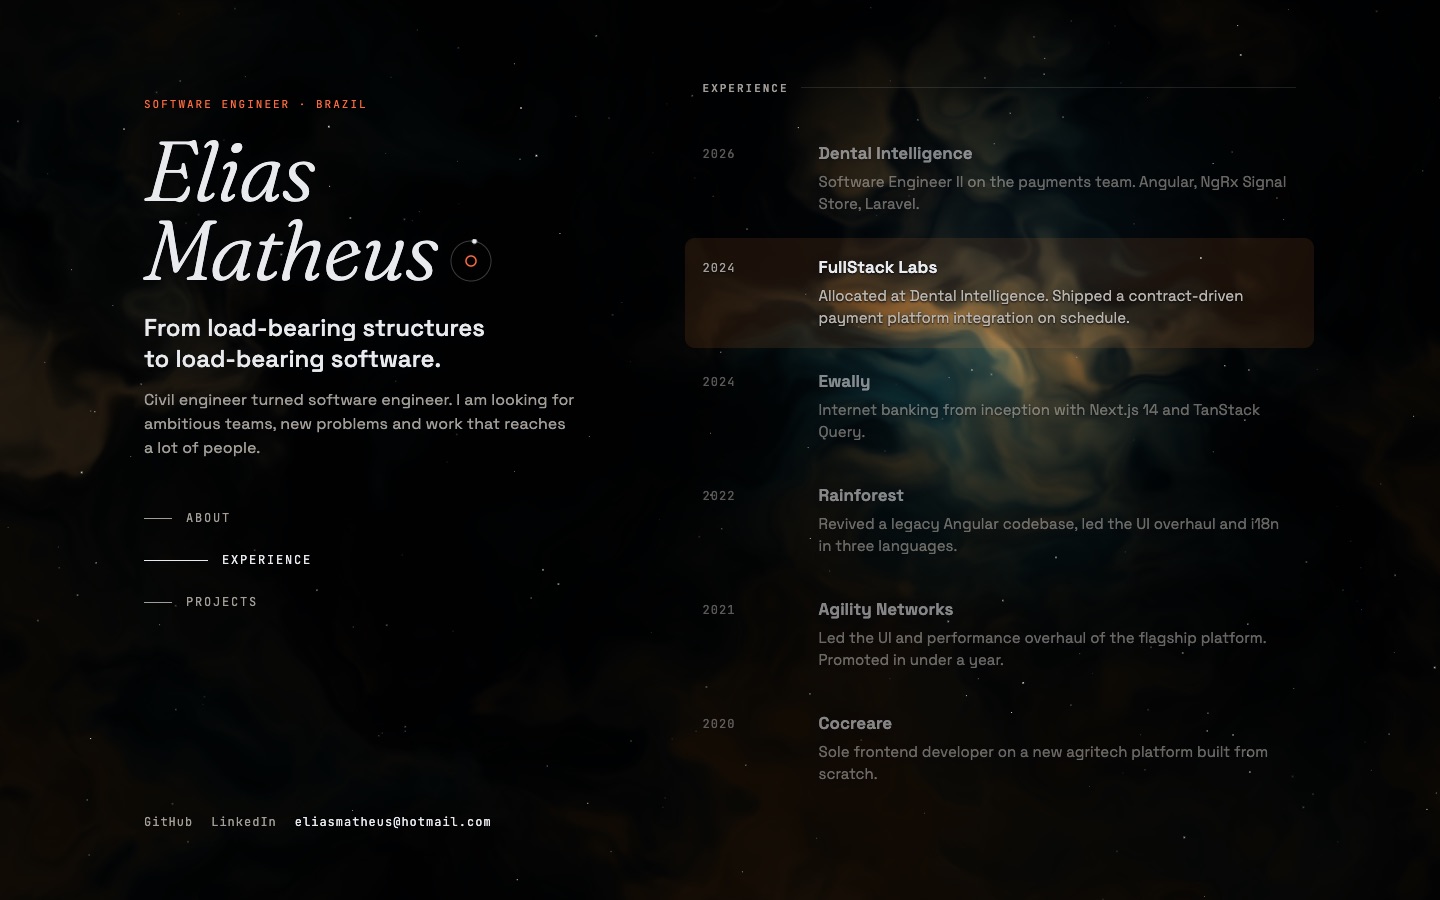 SOFTWARE ENGINEER · BRAZIL
Elias
Matheus
From load-bearing structures
to load-bearing software.
Civil engineer turned software engineer. I am looking for
ambitious teams, new problems and work that reaches
a lot of people.
ABOUT
EXPERIENCE
PROJECTS
GitHub LinkedIn eliasmatheus@hotmail.com
EXPERIENCE
2026 Dental Intelligence
Software Engineer II on the payments team. Angular, NgRx Signal
Store, Laravel.
2024 FullStack Labs
Allocated at Dental Intelligence. Shipped a contract-driven
payment platform integration on schedule.
2024 Ewally
Internet banking from inception with Next.js 14 and TanStack
Query.
2022 Rainforest
Revived a legacy Angular codebase, led the UI overhaul and i18n
in three languages.
2021 Agility Networks
Led the UI and performance overhaul of the flagship platform.
Promoted in under a year.
2020 Cocreare
Sole frontend developer on a new agritech platform built from
scratch.